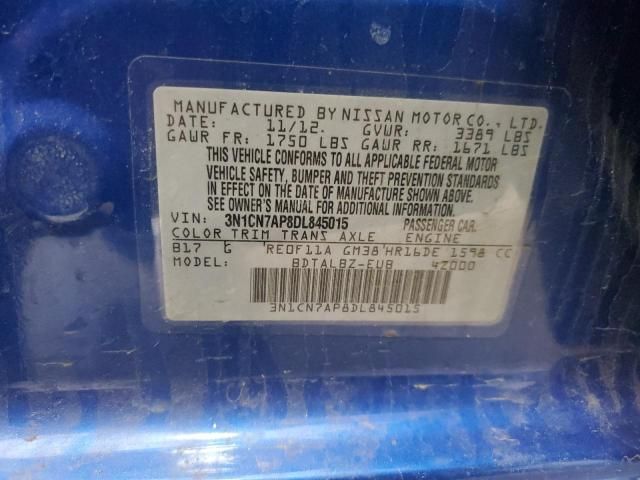 MANUFACTURED BY NISSAN MOTOR CO., LTD.
DATE: 11/12. GVWR: 3389 LBS
GAWR FR: 1750 LBS GAWR RR: 1671 LBS
THIS VEHICLE CONFORMS TO ALL APPLICABLE FEDERAL MOTOR
VEHICLE SAFETY, BUMPER AND THEFT PREVENTION STANDARDS
IN EFFECT ON THE DATE OF MANUFACTURE SHOWN ABOVE.
SEE OWNER'S MANUAL FOR ADDITIONAL INFORMATION.
VIN: 3N1CN7AP8DL845015 PASSENGER CAR.
COLOR TRIM TRANS AXLE ENGINE
B17 G RE0F11A GM38 HR16DE 1598 CC
MODEL: BDTALBZ-EUB 4Z000
3N1CN7AP8DL845015